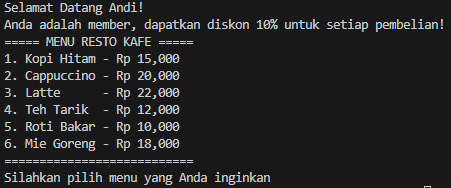 Selamat Datang Andi!
Anda adalah member, dapatkan diskon 10% untuk setiap pembelian!
===== MENU RESTO KAFE =====
1. Kopi Hitam - Rp 15,000
2. Cappuccino - Rp 20,000
3. Latte      - Rp 22,000
4. Teh Tarik  - Rp 12,000
5. Roti Bakar - Rp 10,000
6. Mie Goreng - Rp 18,000
===========================
Silahkan pilih menu yang Anda inginkan